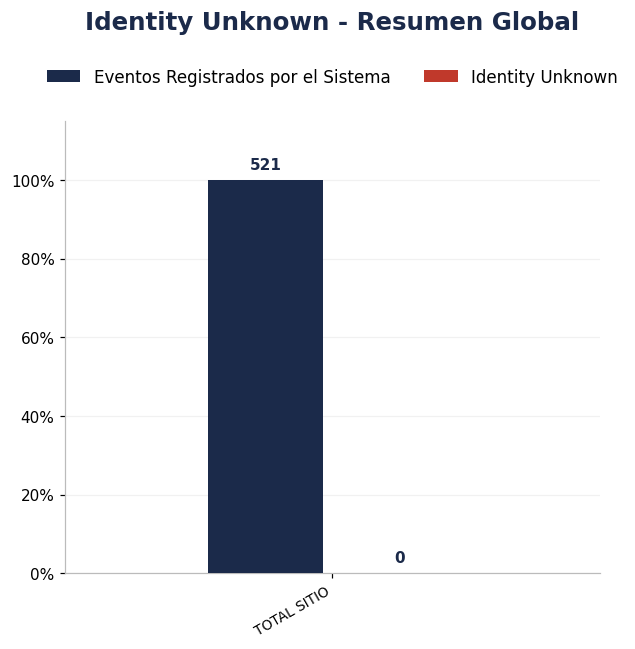 Identity Unknown - Resumen Global
Eventos Registrados por el Sistema
Identity Unknown
521
100%
80%
60%
40%
20%
0%
0
TOTAL SITIO